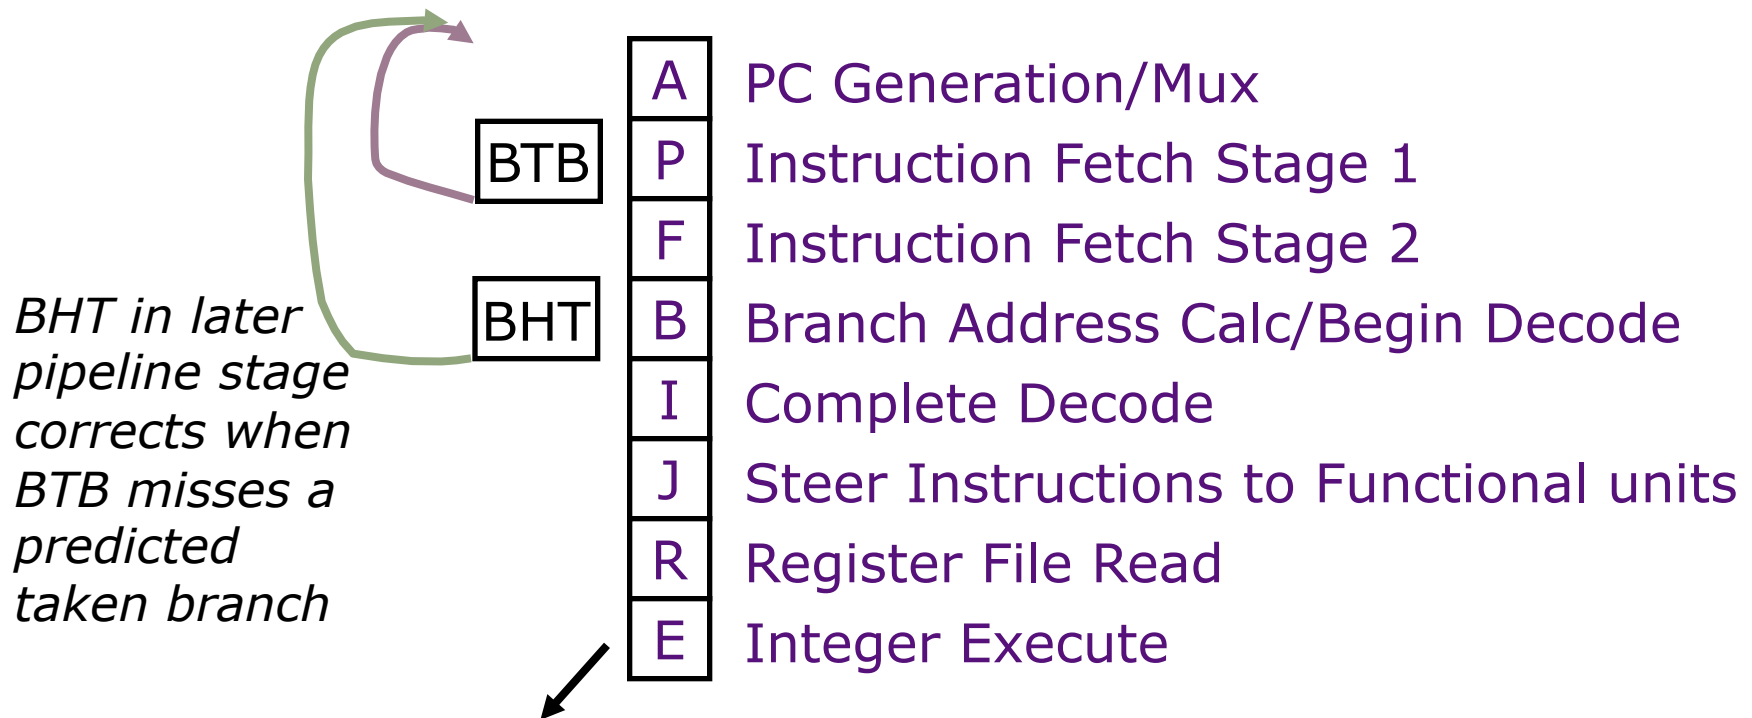 A PC Generation/Mux
BTB P Instruction Fetch Stage 1
F Instruction Fetch Stage 2
BHT B Branch Address Calc/Begin Decode
I Complete Decode
J Steer Instructions to Functional units
R Register File Read
E Integer Execute
BHT in later
pipeline stage
corrects when
BTB misses a
predicted
taken branch